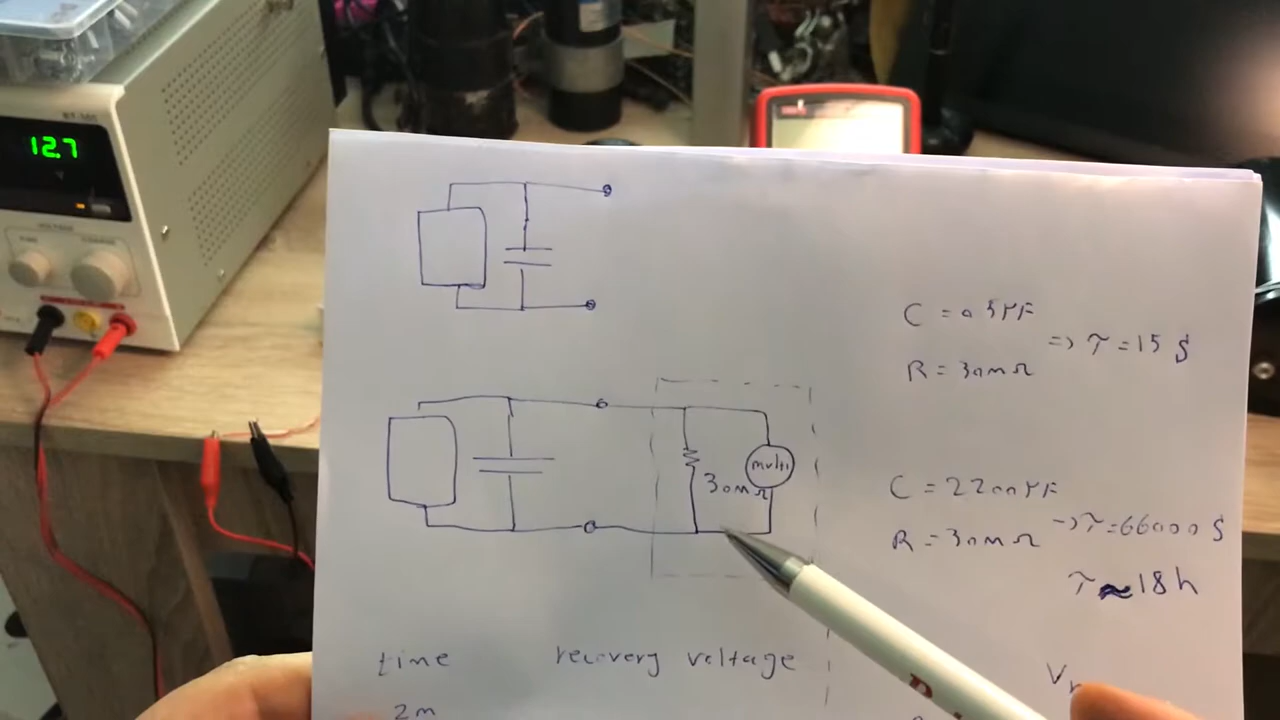 12.7
C = 0.5µF
R = 30MΩ
=> τ = 15 S
multi
30MΩ
C = 2200µF
R = 30MΩ
-> τ = 66000 S
τ ≈ 18h
time recovery voltage
2m